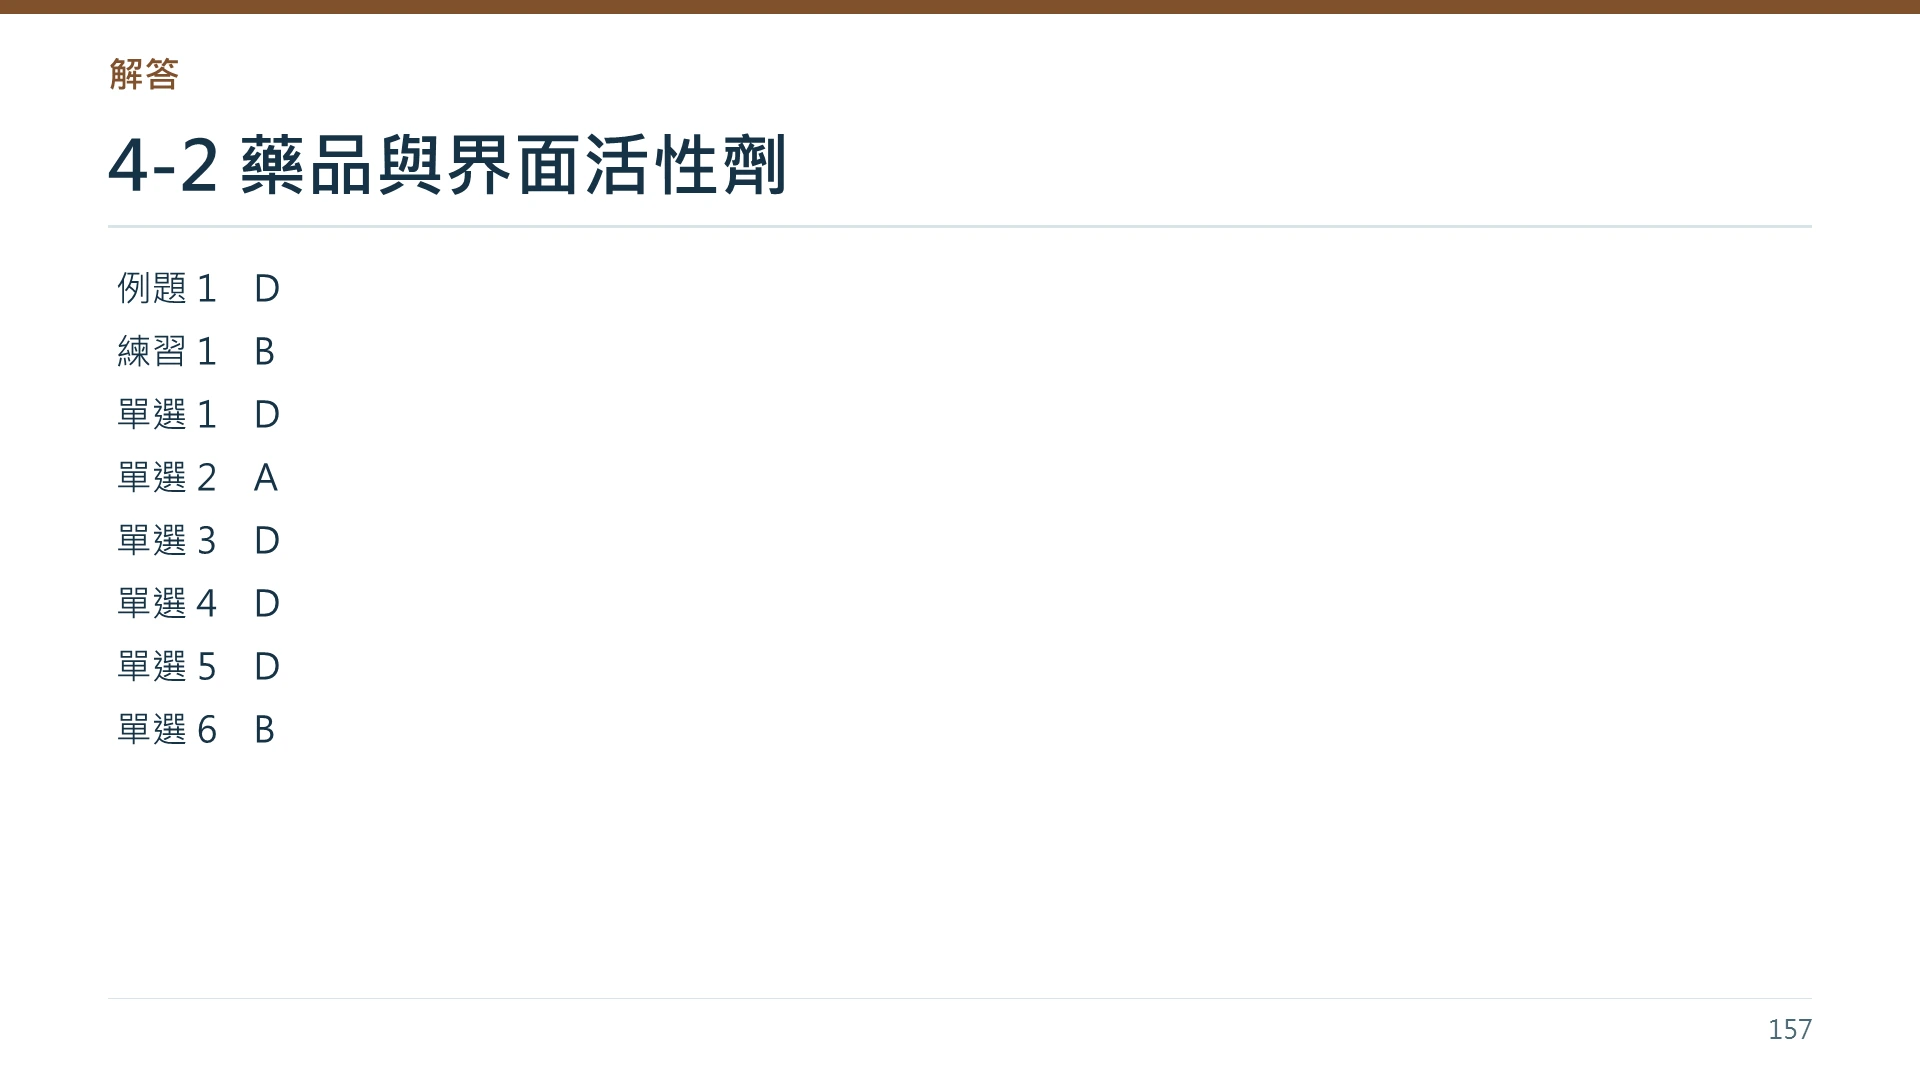 解答
4-2 藥品與界面活性劑
例題 1 D
練習 1 B
單選 1 D
單選 2 A
單選 3 D
單選 4 D
單選 5 D
單選 6 B
157